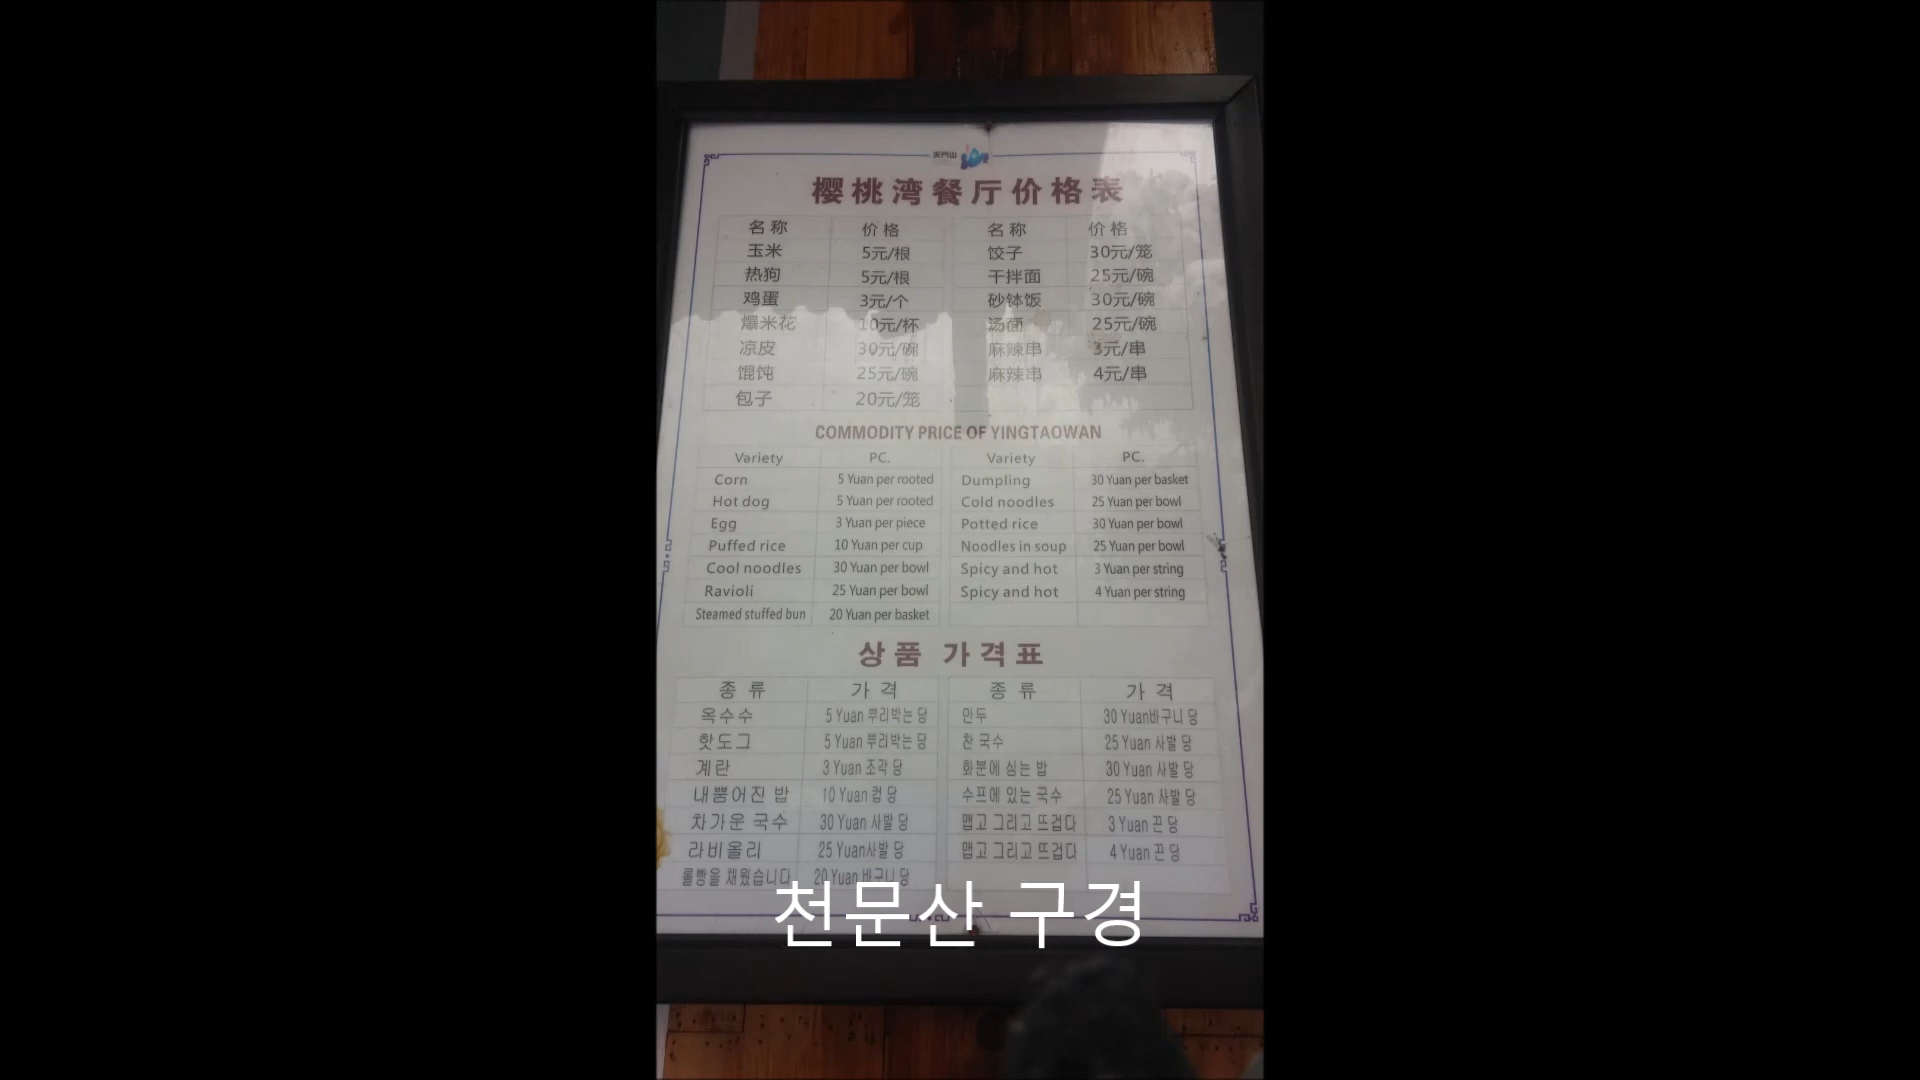 天门山
樱桃湾餐厅价格表
名称 价格 名称 价格
玉米 5元/根 饺子 30元/笼
热狗 5元/根 干拌面 25元/碗
鸡蛋 3元/个 砂钵饭 30元/碗
爆米花 10元/杯 汤面 25元/碗
凉皮 30元/碗 麻辣串 3元/串
馄饨 25元/碗 麻辣串 4元/串
包子 20元/笼
COMMODITY PRICE OF YINGTAOWAN
Variety PC. Variety PC.
Corn 5 Yuan per rooted Dumpling 30 Yuan per basket
Hot dog 5 Yuan per rooted Cold noodles 25 Yuan per bowl
Egg 3 Yuan per piece Potted rice 30 Yuan per bowl
Puffed rice 10 Yuan per cup Noodles in soup 25 Yuan per bowl
Cool noodles 30 Yuan per bowl Spicy and hot 3 Yuan per string
Ravioli 25 Yuan per bowl Spicy and hot 4 Yuan per string
Steamed stuffed bun 20 Yuan per basket
상품 가격표
종류 가격 종류 가격
옥수수 5 Yuan 뿌리박는 당 만두 30 Yuan바구니 당
핫도그 5 Yuan 뿌리박는 당 찬 국수 25 Yuan 사발 당
계란 3 Yuan 조각 당 화분에 심는 밥 30 Yuan 사발 당
내뿜어진 밥 10 Yuan 컵 당 수프에 있는 국수 25 Yuan 사발 당
차가운 국수 30 Yuan 사발 당 맵고 그리고 뜨겁다 3 Yuan 끈 당
라비올리 25 Yuan사발 당 맵고 그리고 뜨겁다 4 Yuan 끈 당
롤빵을 채웠습니다 20 Yuan 바구니 당
천문산 구경